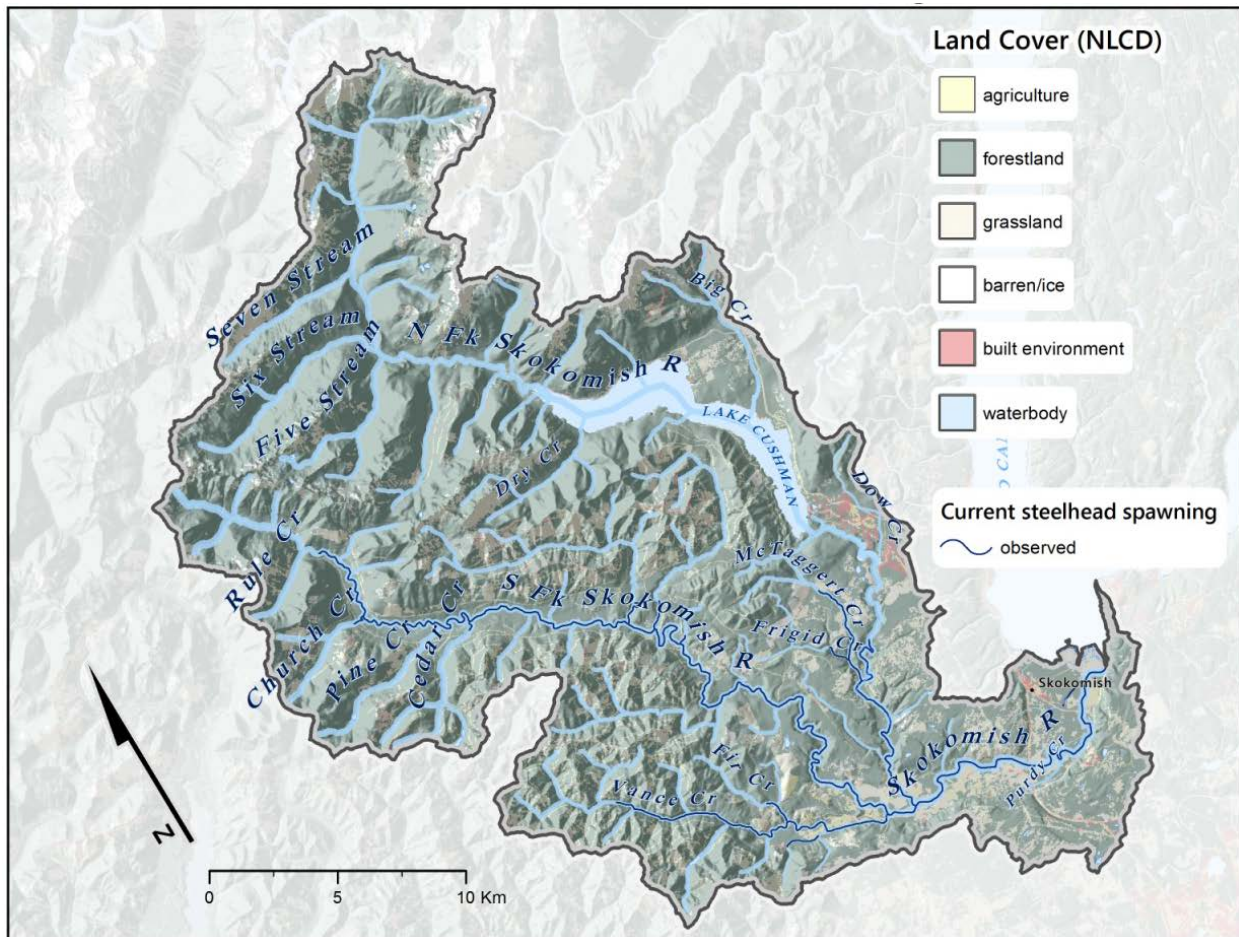 Land Cover (NLCD)
agriculture
forestland
grassland
barren/ice
built environment
waterbody
Current steelhead spawning
observed
Seven Stream
Six Stream
Five Stream
N Fk Skokomish R
Big Cr
LAKE CUSHMAN
Dry Cr
Dow Cr
McTaggert Cr
Frigid Cr
Rule Cr
Church Cr
Pine Cr
Cedar Cr
S Fk Skokomish R
Skokomish
Skokomish R
Purdy Cr
Fir Cr
Vance Cr
N
0 5 10 Km